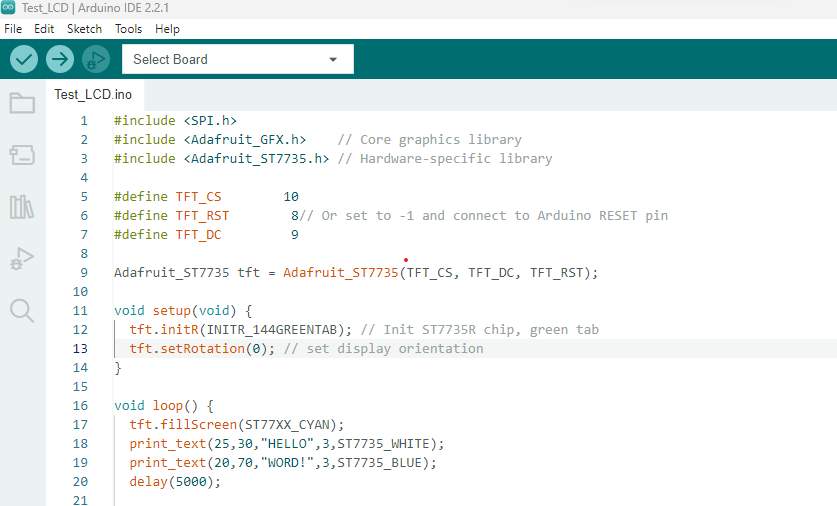 Test_LCD | Arduino IDE 2.2.1
File Edit Sketch Tools Help
Select Board
Test_LCD.ino
1 #include <SPI.h>
2 #include <Adafruit_GFX.h>    // Core graphics library
3 #include <Adafruit_ST7735.h> // Hardware-specific library
4
5 #define TFT_CS        10
6 #define TFT_RST        8// Or set to -1 and connect to Arduino RESET pin
7 #define TFT_DC         9
8
9 Adafruit_ST7735 tft = Adafruit_ST7735(TFT_CS, TFT_DC, TFT_RST);
10
11 void setup(void) {
12   tft.initR(INITR_144GREENTAB); // Init ST7735R chip, green tab
13   tft.setRotation(0); // set display orientation
14 }
15
16 void loop() {
17   tft.fillScreen(ST77XX_CYAN);
18   print_text(25,30,"HELLO",3,ST7735_WHITE);
19   print_text(20,70,"WORD!",3,ST7735_BLUE);
20   delay(5000);
21